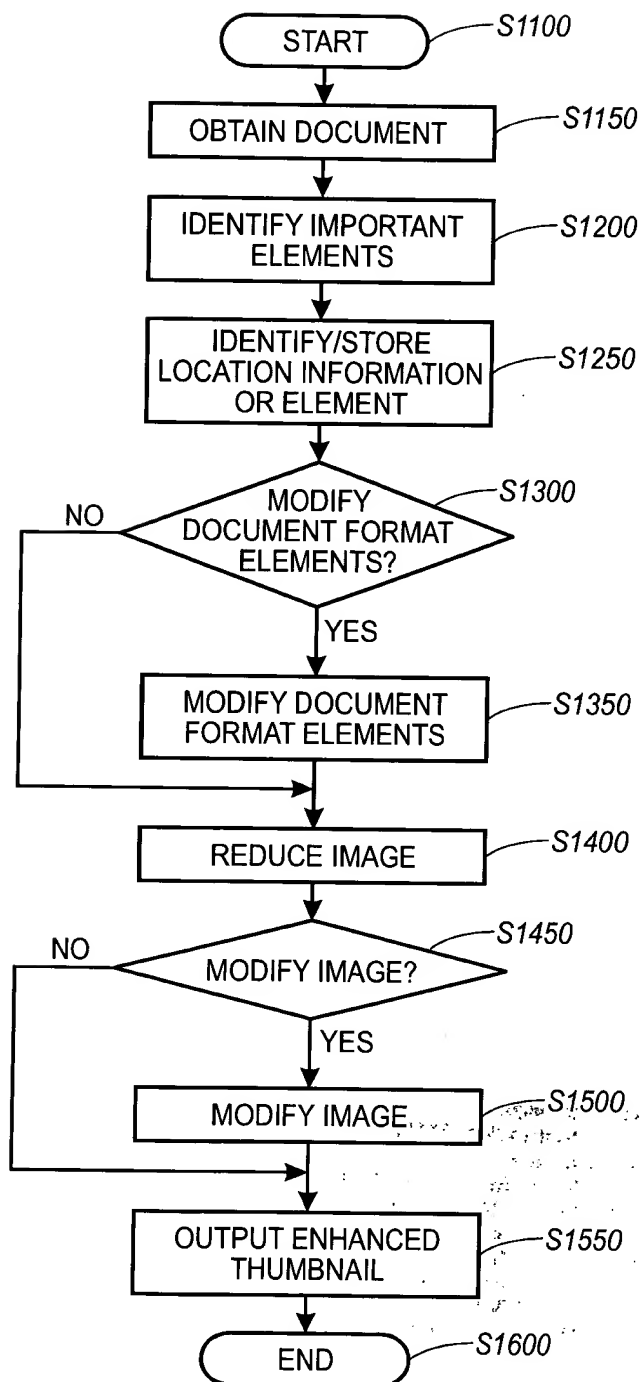 START
S1100
OBTAIN DOCUMENT
S1150
IDENTIFY IMPORTANT
ELEMENTS
S1200
IDENTIFY/STORE
LOCATION INFORMATION
OR ELEMENT
S1250
MODIFY
DOCUMENT FORMAT
ELEMENTS?
S1300
NO
YES
MODIFY DOCUMENT
FORMAT ELEMENTS
S1350
REDUCE IMAGE
S1400
MODIFY IMAGE?
S1450
NO
YES
MODIFY IMAGE
S1500
OUTPUT ENHANCED
THUMBNAIL
S1550
END
S1600